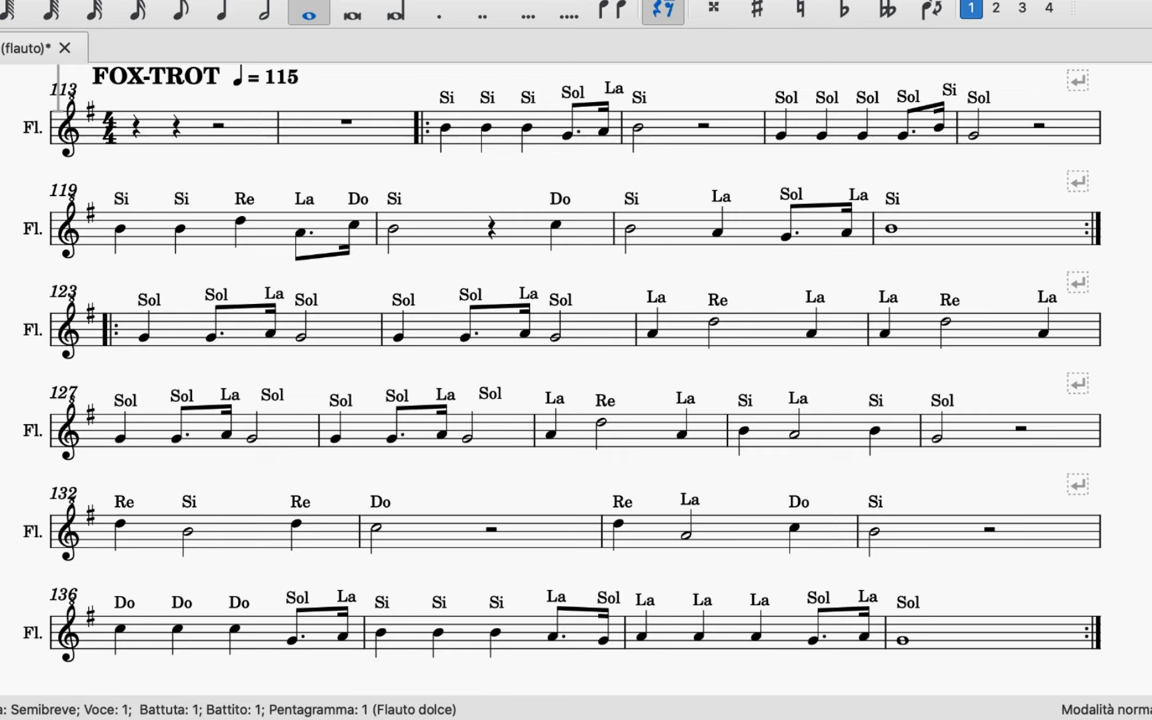 1 2 3 4
(flauto)*
FOX-TROT ♩ = 115
113
Si Si Si Sol La Si Sol Sol Sol Sol Si Sol
Fl.
119
Si Si Re La Do Si Do Si La Sol La Si
Fl.
123
Sol Sol La Sol Sol Sol La Sol La Re La La Re La
Fl.
127
Sol Sol La Sol Sol Sol La Sol La Re La Si La Si Sol
Fl.
132
Re Si Re Do Re La Do Si
Fl.
136
Do Do Do Sol La Si Si Si La Sol La La La Sol La Sol
Fl.
a: Semibreve; Voce: 1; Battuta: 1; Battito: 1; Pentagramma: 1 (Flauto dolce) Modalità norma